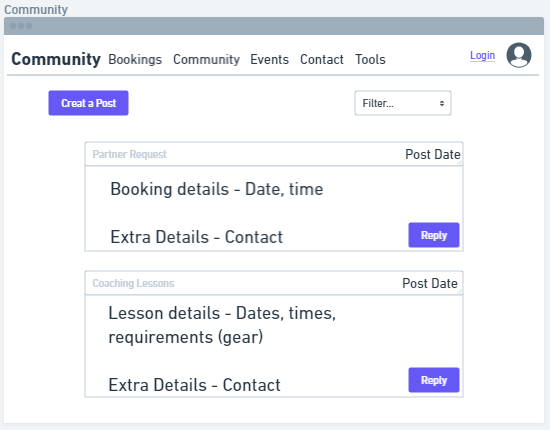 Community
Community Bookings Community Events Contact Tools Login
Creat a Post Filter...
Partner Request Post Date
Booking details - Date, time
Extra Details - Contact Reply
Coaching Lessons Post Date
Lesson details - Dates, times,
requirements (gear)
Extra Details - Contact Reply